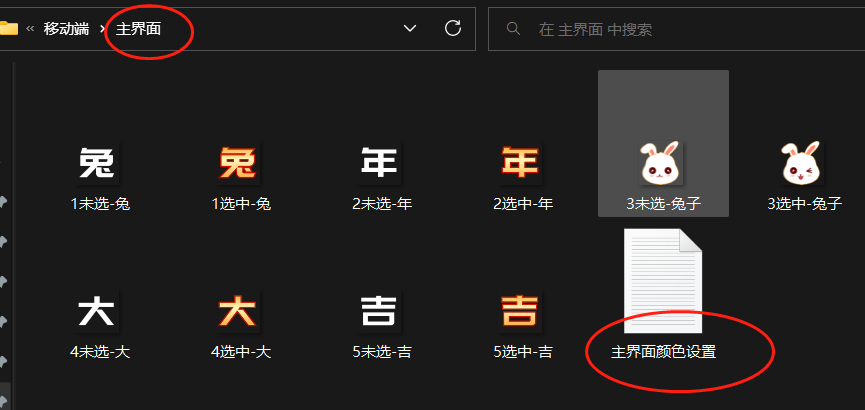 « 移动端 › 主界面
在 主界面 中搜索
兔 兔 年 年
1未选-兔 1选中-兔 2未选-年 2选中-年 3未选-兔子 3选中-兔子
大 大 吉 吉
4未选-大 4选中-大 5未选-吉 5选中-吉 主界面颜色设置